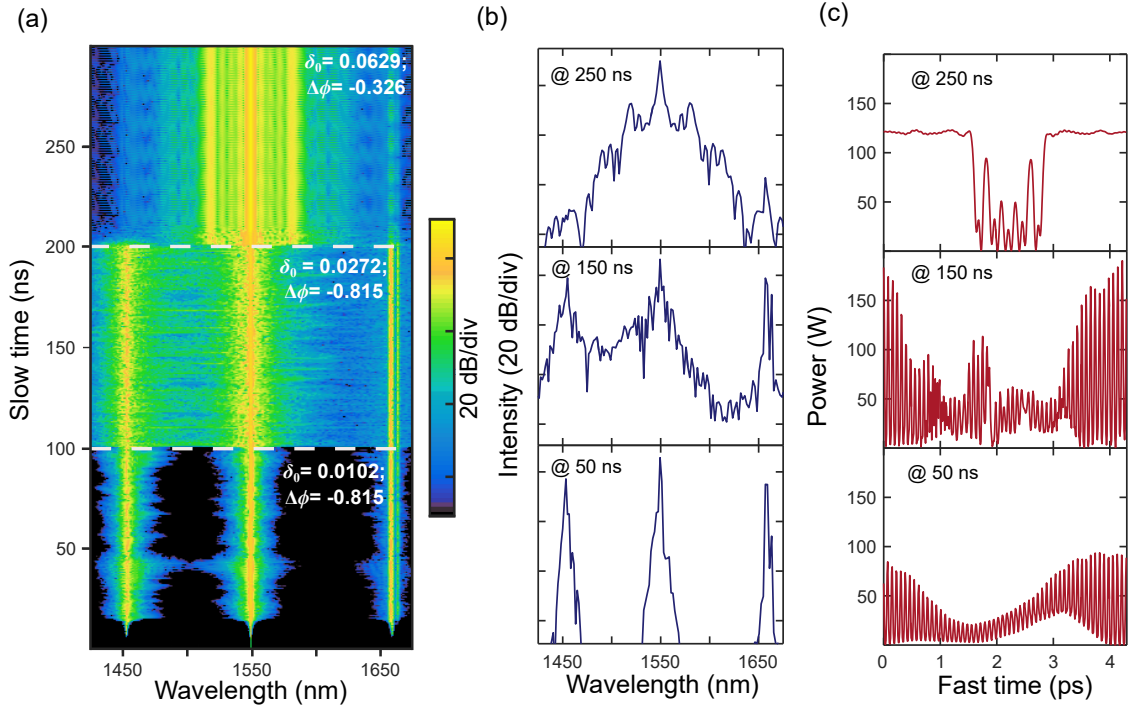 (a)
δ₀= 0.0629;
Δϕ= -0.326
δ₀= 0.0272;
Δϕ= -0.815
δ₀= 0.0102;
Δϕ= -0.815
Slow time (ns)
250
200
150
100
50
1450
1550
1650
Wavelength (nm)
20 dB/div
(b)
@ 250 ns
@ 150 ns
@ 50 ns
Intensity (20 dB/div)
1450
1550
1650
Wavelength (nm)
(c)
@ 250 ns
@ 150 ns
@ 50 ns
Power (W)
150
100
50
150
100
50
150
100
50
0
1
2
3
4
Fast time (ps)